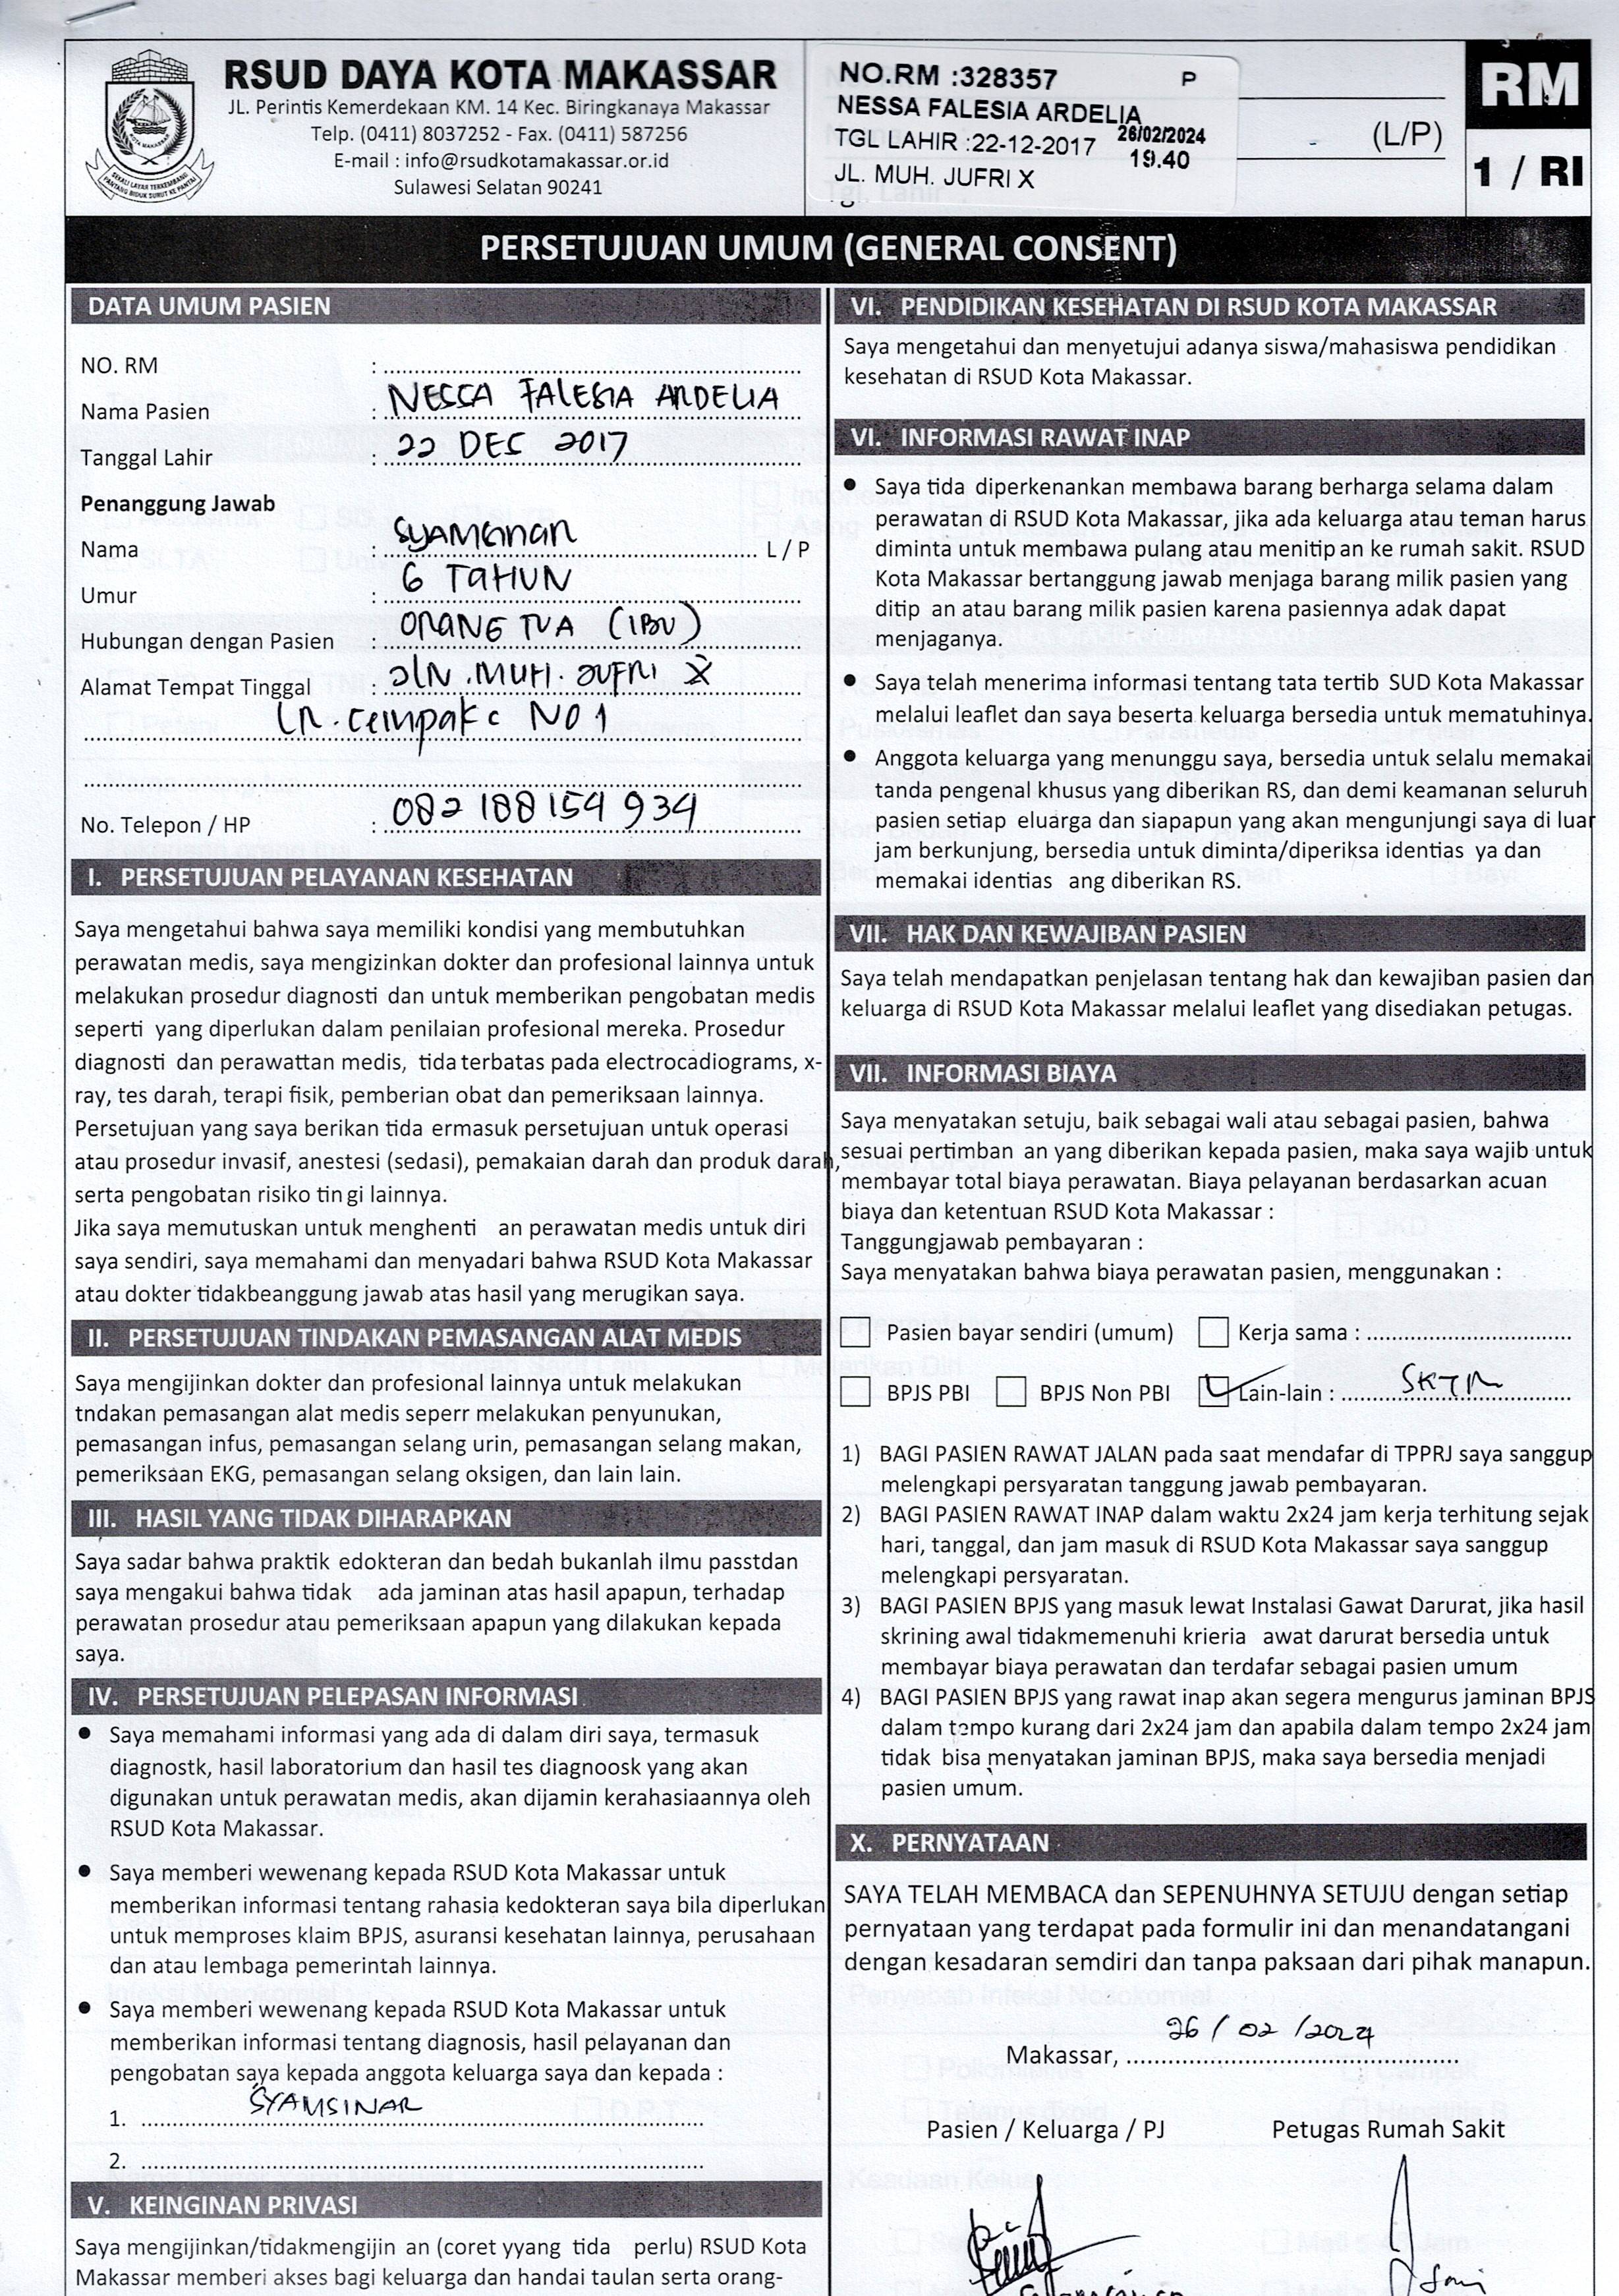 RSUD DAYA KOTA MAKASSAR
JL. Perintis Kemerdekaan KM. 14 Kec. Biringkanaya Makassar
Telp. (0411) 8037252 - Fax. (0411) 587256
E-mail : info@rsudkotamakassar.or.id
Sulawesi Selatan 90241
NO.RM :328357 P
NESSA FALESIA ARDELIA
TGL LAHIR :22-12-2017 26/02/2024
19.40
JL. MUH. JUFRI X
Tgl. Lahir
(L/P)
RM
1 / RI
PERSETUJUAN UMUM (GENERAL CONSENT)
DATA UMUM PASIEN
NO. RM :
Nama Pasien : NESSA FALESIA ARDELIA
Tanggal Lahir : 22 DEC 2017
Penanggung Jawab
Nama : L / P
Umur : 6 TAHUN
Hubungan dengan Pasien : ORANG TUA (IBU)
Alamat Tempat Tinggal : JLN . MUH. JUFRI X
LR. cempaka NO 1
No. Telepon / HP : 082 188 154 934
I. PERSETUJUAN PELAYANAN KESEHATAN
Saya mengetahui bahwa saya memiliki kondisi yang membutuhkan
perawatan medis, saya mengizinkan dokter dan profesional lainnya untuk
melakukan prosedur diagnosti dan untuk memberikan pengobatan medis
seperti yang diperlukan dalam penilaian profesional mereka. Prosedur
diagnosti dan perawattan medis, tida terbatas pada electrocadiograms, x-
ray, tes darah, terapi fisik, pemberian obat dan pemeriksaan lainnya.
Persetujuan yang saya berikan tida ermasuk persetujuan untuk operasi
atau prosedur invasif, anestesi (sedasi), pemakaian darah dan produk darah,
serta pengobatan risiko tin gi lainnya.
Jika saya memutuskan untuk menghenti an perawatan medis untuk diri
saya sendiri, saya memahami dan menyadari bahwa RSUD Kota Makassar
atau dokter tidakbeanggung jawab atas hasil yang merugikan saya.
II. PERSETUJUAN TINDAKAN PEMASANGAN ALAT MEDIS
Saya mengijinkan dokter dan profesional lainnya untuk melakukan
tndakan pemasangan alat medis seperr melakukan penyunukan,
pemasangan infus, pemasangan selang urin, pemasangan selang makan,
pemeriksaan EKG, pemasangan selang oksigen, dan lain lain.
III. HASIL YANG TIDAK DIHARAPKAN
Saya sadar bahwa praktik edokteran dan bedah bukanlah ilmu passtdan
saya mengakui bahwa tidak ada jaminan atas hasil apapun, terhadap
perawatan prosedur atau pemeriksaan apapun yang dilakukan kepada
saya.
IV. PERSETUJUAN PELEPASAN INFORMASI
● Saya memahami informasi yang ada di dalam diri saya, termasuk
diagnostk, hasil laboratorium dan hasil tes diagnoosk yang akan
digunakan untuk perawatan medis, akan dijamin kerahasiaannya oleh
RSUD Kota Makassar.
● Saya memberi wewenang kepada RSUD Kota Makassar untuk
memberikan informasi tentang rahasia kedokteran saya bila diperlukan
untuk memproses klaim BPJS, asuransi kesehatan lainnya, perusahaan
dan atau lembaga pemerintah lainnya.
● Saya memberi wewenang kepada RSUD Kota Makassar untuk
memberikan informasi tentang diagnosis, hasil pelayanan dan
pengobatan saya kepada anggota keluarga saya dan kepada :
1. SYAMSINAR
2.
V. KEINGINAN PRIVASI
Saya mengijinkan/tidakmengijin an (coret yyang tida perlu) RSUD Kota
Makassar memberi akses bagi keluarga dan handai taulan serta orang-
VI. PENDIDIKAN KESEHATAN DI RSUD KOTA MAKASSAR
Saya mengetahui dan menyetujui adanya siswa/mahasiswa pendidikan
kesehatan di RSUD Kota Makassar.
VI. INFORMASI RAWAT INAP
● Saya tida diperkenankan membawa barang berharga selama dalam
perawatan di RSUD Kota Makassar, jika ada keluarga atau teman harus
diminta untuk membawa pulang atau menitip an ke rumah sakit. RSUD
Kota Makassar bertanggung jawab menjaga barang milik pasien yang
ditip an atau barang milik pasien karena pasiennya adak dapat
menjaganya.
● Saya telah menerima informasi tentang tata tertib SUD Kota Makassar
melalui leaflet dan saya beserta keluarga bersedia untuk mematuhinya.
● Anggota keluarga yang menunggu saya, bersedia untuk selalu memakai
tanda pengenal khusus yang diberikan RS, dan demi keamanan seluruh
pasien setiap eluarga dan siapapun yang akan mengunjungi saya di luar
jam berkunjung, bersedia untuk diminta/diperiksa identias ya dan
memakai identias ang diberikan RS.
VII. HAK DAN KEWAJIBAN PASIEN
Saya telah mendapatkan penjelasan tentang hak dan kewajiban pasien dan
keluarga di RSUD Kota Makassar melalui leaflet yang disediakan petugas.
VII. INFORMASI BIAYA
Saya menyatakan setuju, baik sebagai wali atau sebagai pasien, bahwa
sesuai pertimban an yang diberikan kepada pasien, maka saya wajib untuk
membayar total biaya perawatan. Biaya pelayanan berdasarkan acuan
biaya dan ketentuan RSUD Kota Makassar :
Tanggungjawab pembayaran :
Saya menyatakan bahwa biaya perawatan pasien, menggunakan :
Pasien bayar sendiri (umum) Kerja sama :
BPJS PBI BPJS Non PBI Lain-lain : SKTM
1) BAGI PASIEN RAWAT JALAN pada saat mendafar di TPPRJ saya sanggup
melengkapi persyaratan tanggung jawab pembayaran.
2) BAGI PASIEN RAWAT INAP dalam waktu 2x24 jam kerja terhitung sejak
hari, tanggal, dan jam masuk di RSUD Kota Makassar saya sanggup
melengkapi persyaratan.
3) BAGI PASIEN BPJS yang masuk lewat Instalasi Gawat Darurat, jika hasil
skrining awal tidakmemenuhi krieria awat darurat bersedia untuk
membayar biaya perawatan dan terdafar sebagai pasien umum
4) BAGI PASIEN BPJS yang rawat inap akan segera mengurus jaminan BPJS
dalam tempo kurang dari 2x24 jam dan apabila dalam tempo 2x24 jam
tidak bisa menyatakan jaminan BPJS, maka saya bersedia menjadi
pasien umum.
X. PERNYATAAN
SAYA TELAH MEMBACA dan SEPENUHNYA SETUJU dengan setiap
pernyataan yang terdapat pada formulir ini dan menandatangani
dengan kesadaran semdiri dan tanpa paksaan dari pihak manapun.
Makassar, 26 / 02 / 2024
Pasien / Keluarga / PJ Petugas Rumah Sakit